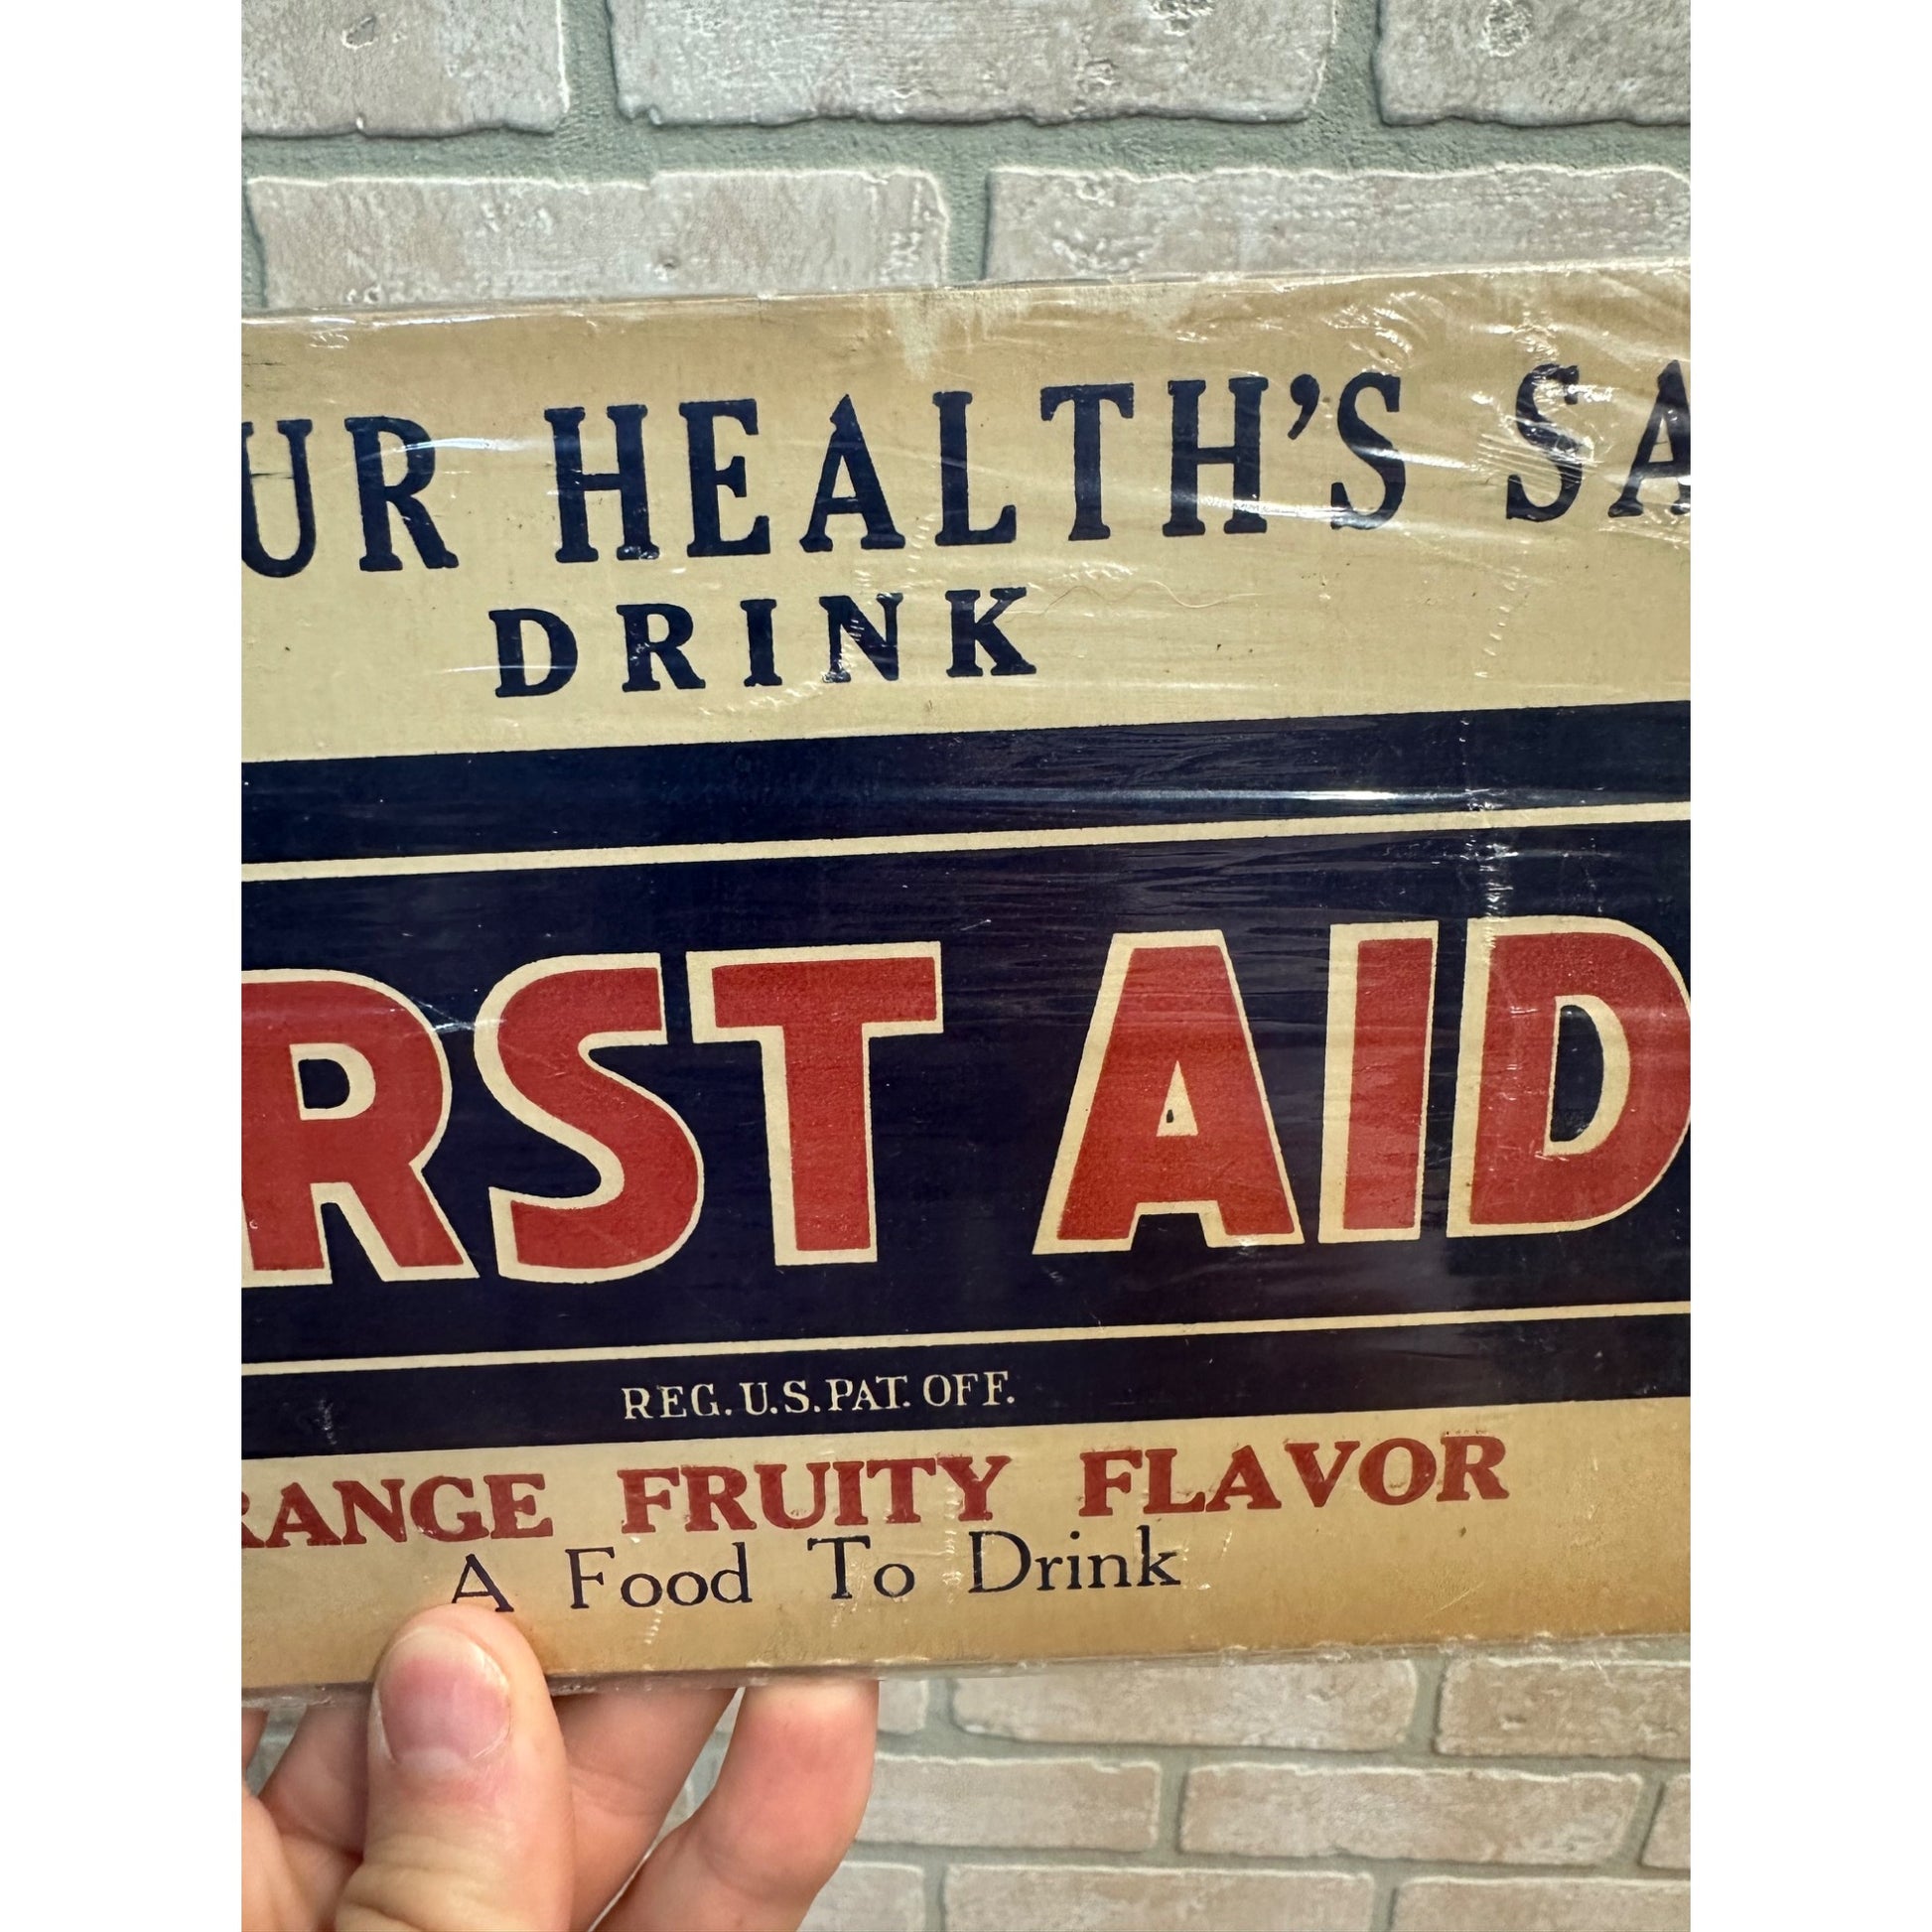 UR HEALTH'S SA
DRINK
RST AID
REG. U.S. PAT. OFF.
RANGE FRUITY FLAVOR
A Food To Drink